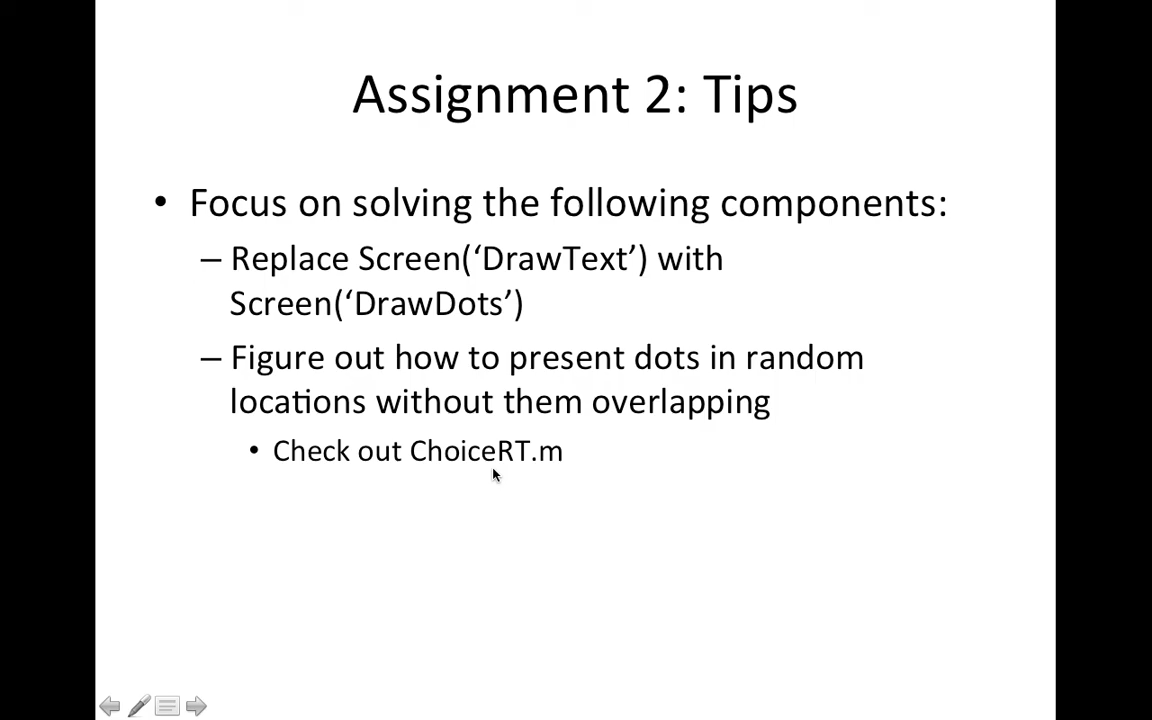 Assignment 2: Tips
• Focus on solving the following components:
– Replace Screen(‘DrawText’) with
Screen(‘DrawDots’)
– Figure out how to present dots in random
locations without them overlapping
• Check out ChoiceRT.m